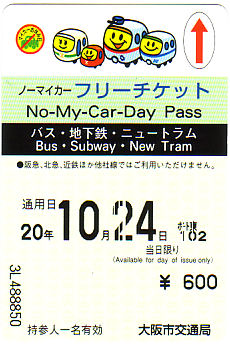 ノーマイカーフリーチケット
No-My-Car-Day Pass
バス・地下鉄・ニュートラム
Bus・Subway・New Tram
●阪急、北急、近鉄ほか他社線ではご利用いただけません。
通用日
20年10月24日
102
当日限り
(Available for day of issue only)
¥ 600
3L488850
持参人一名有効 大阪市交通局